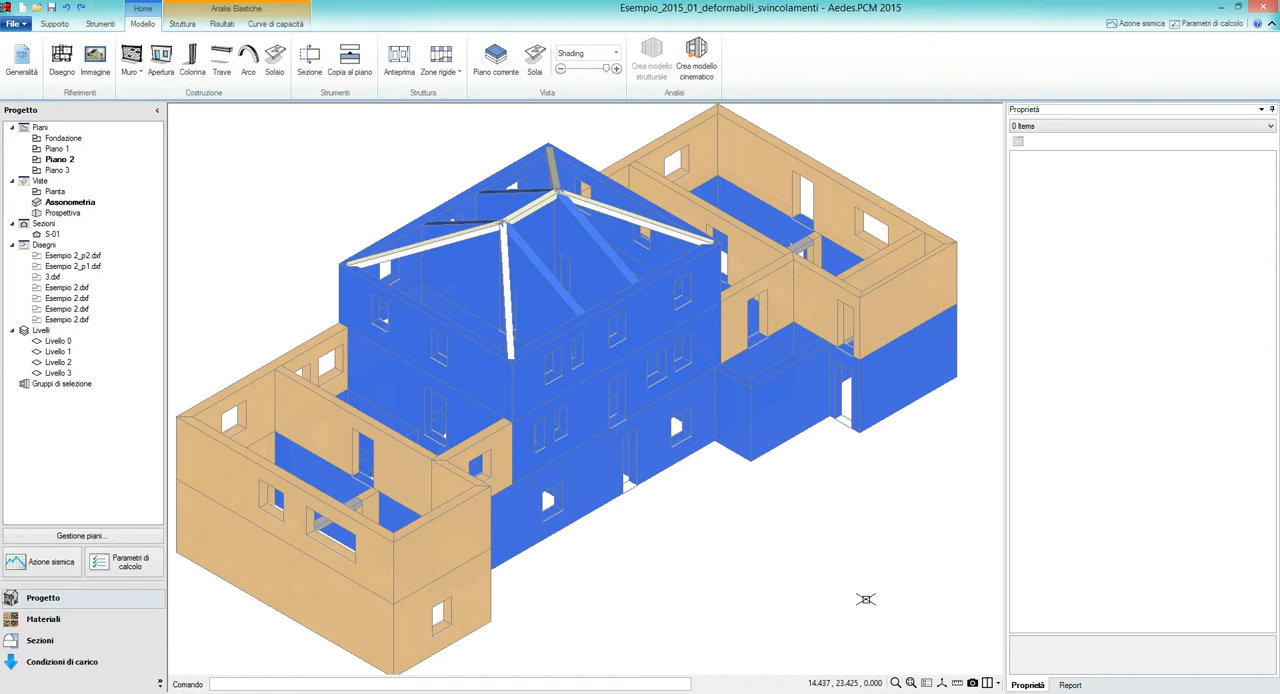 Esempio_2015_01_deformabili_svincolamenti - Aedes.PCM 2015
Home
Analisi Elastiche
File
Supporto
Strumenti
Modello
Struttura
Risultati
Curve di capacità
Azione sismica
Parametri di calcolo
Generalità
Disegno
Immagine
Muro
Apertura
Colonna
Trave
Arco
Solaio
Sezione
Copia al piano
Anteprima
Zone rigide
Piano corrente
Solai
Shading
Crea modello strutturale
Crea modello cinematico
Riferimenti
Costruzione
Strumenti
Struttura
Vista
Analisi
Progetto
Piani
Fondazione
Piano 1
Piano 2
Piano 3
Viste
Pianta
Assonometria
Prospettiva
Sezioni
S-01
Disegni
Esempio 2_p2.dxf
Esempio 2_p1.dxf
3.dxf
Esempio 2.dxf
Esempio 2.dxf
Esempio 2.dxf
Esempio 2.dxf
Livelli
Livello 0
Livello 1
Livello 2
Livello 3
Gruppi di selezione
Gestione piani...
Azione sismica
Parametri di calcolo
Progetto
Materiali
Sezioni
Condizioni di carico
Comando
14.437 , 23.425 , 0.000
Proprietà
0 Items
Proprietà
Report